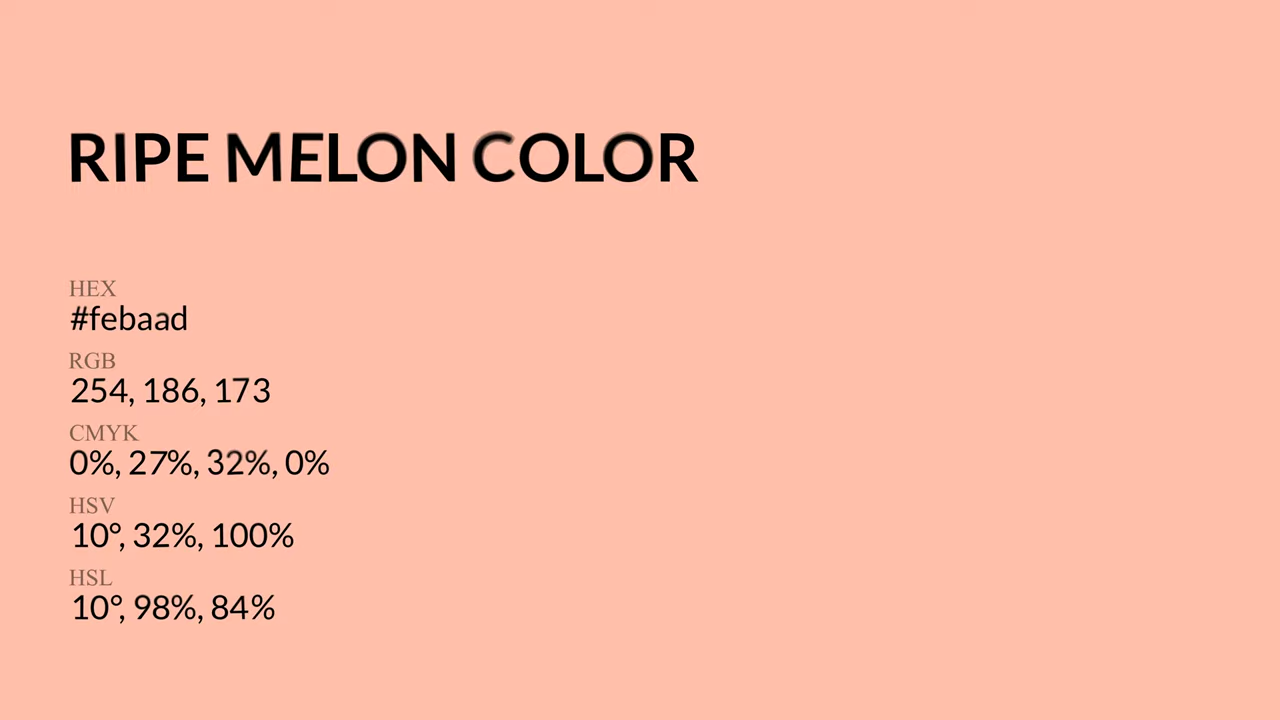 RIPE MELON COLOR
HEX
#febaad
RGB
254, 186, 173
CMYK
0%, 27%, 32%, 0%
HSV
10°, 32%, 100%
HSL
10°, 98%, 84%